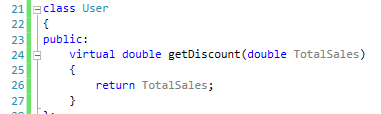 21 class User
22 {
23 public:
24 virtual double getDiscount(double TotalSales)
25 {
26 return TotalSales;
27 }